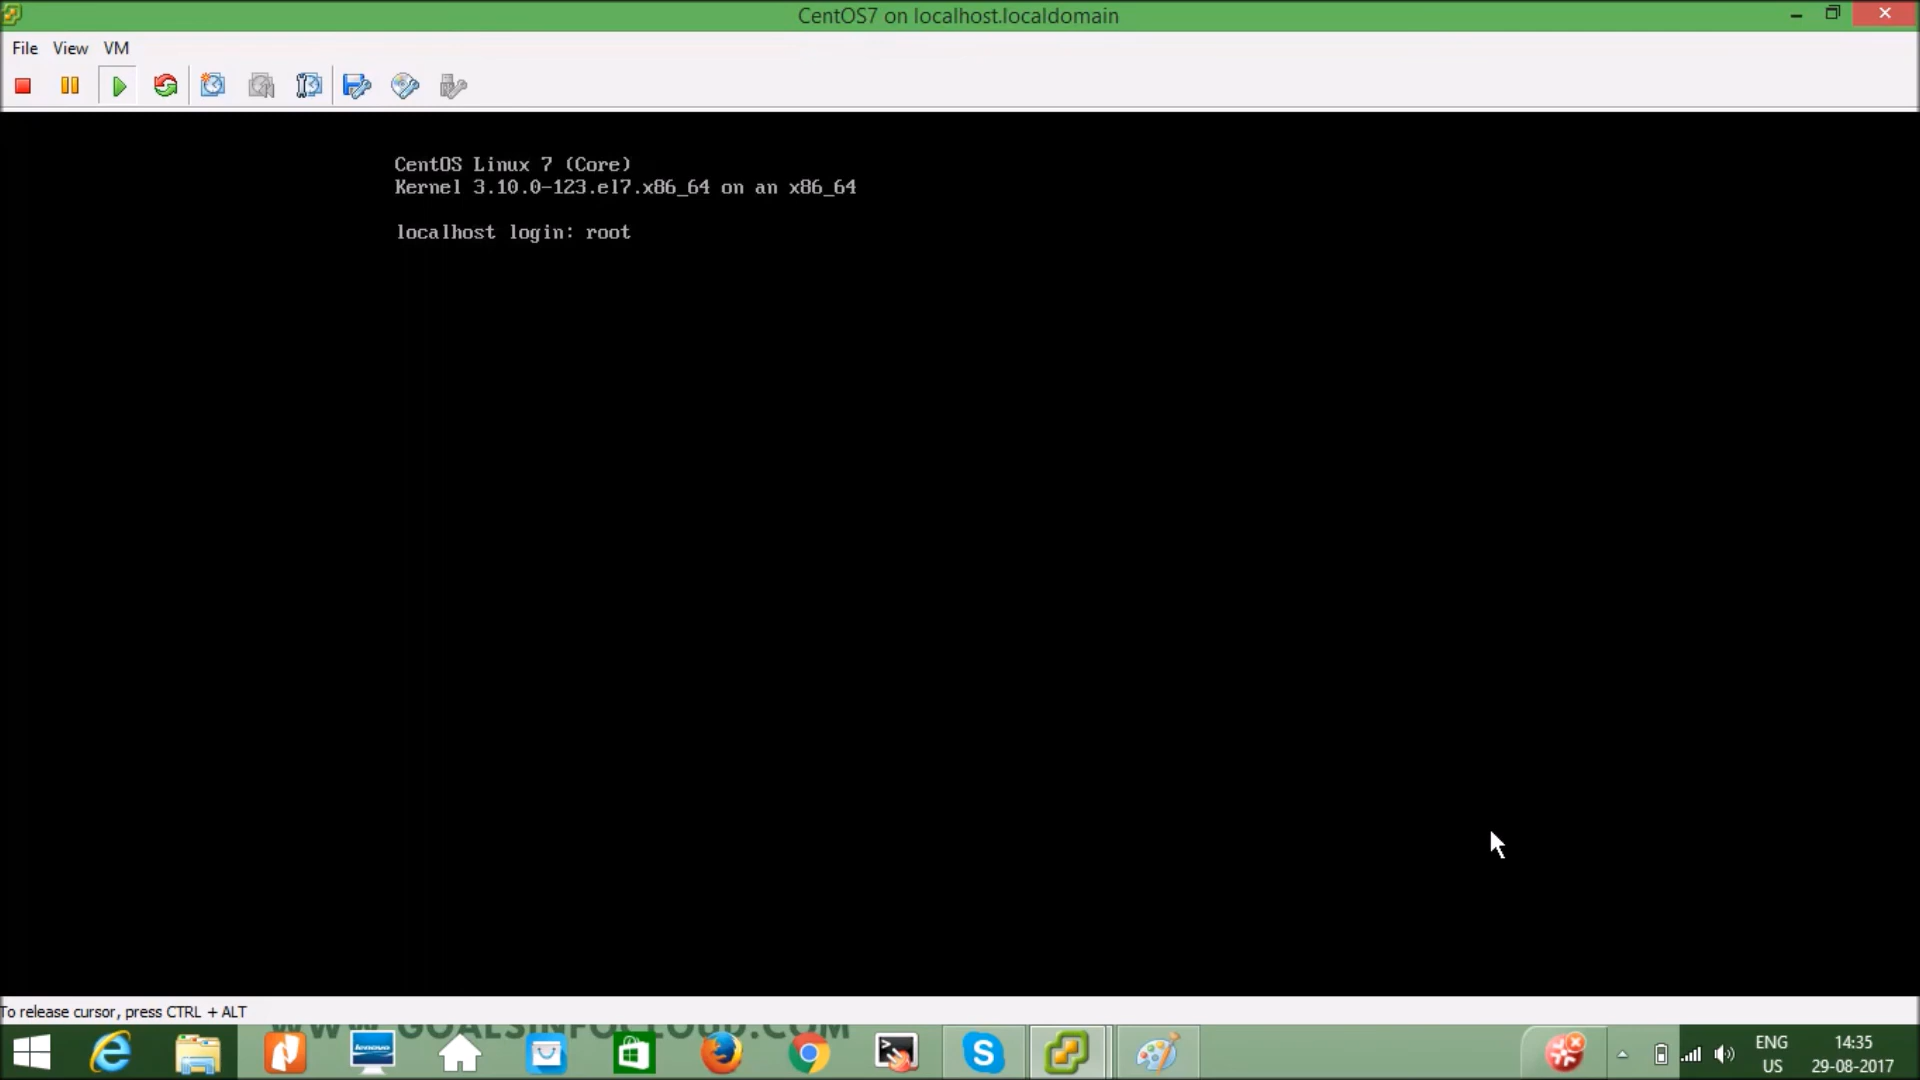 CentOS7 on localhost.localdomain
File View VM
CentOS Linux 7 (Core)
Kernel 3.10.0-123.el7.x86_64 on an x86_64
localhost login: root
To release cursor, press CTRL + ALT
WWW.GOALSINFOCLOUD.COM
lenovo
ENG 14:35
US 29-08-2017